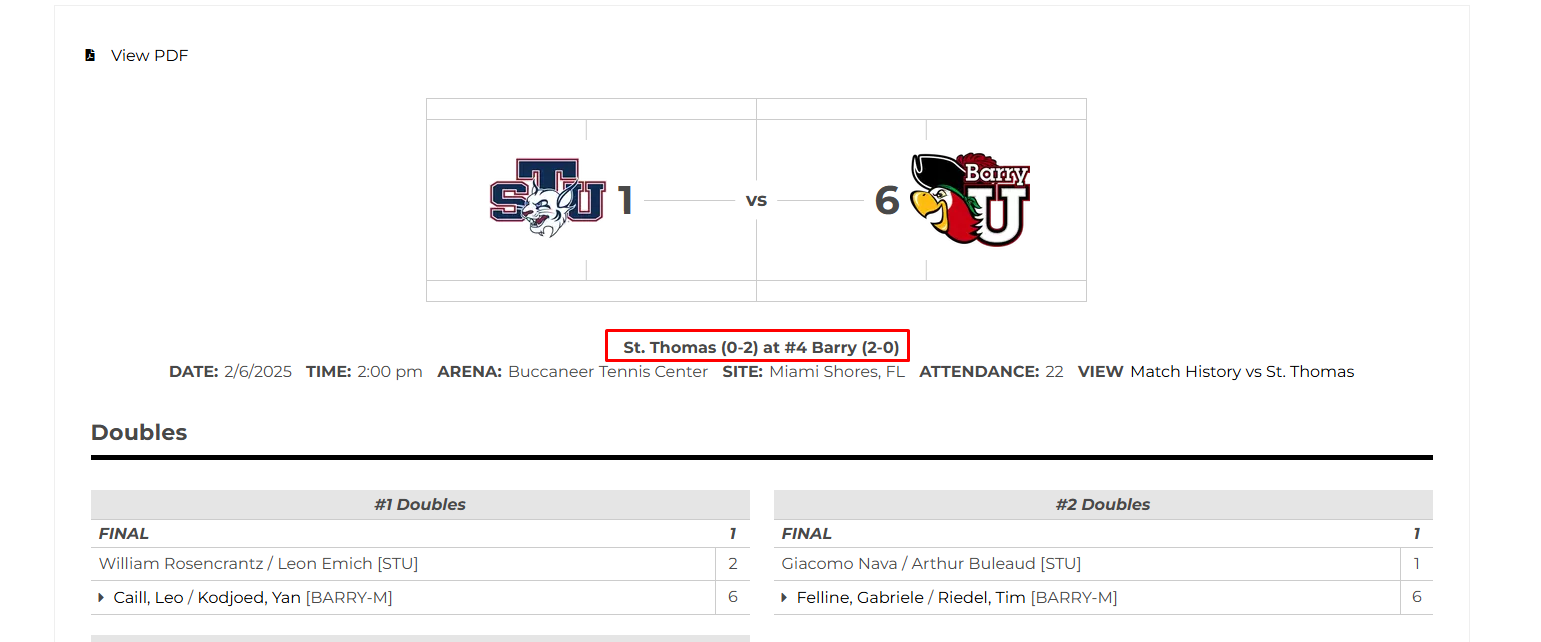 View PDF
STU 1 vs 6 Barry U
St. Thomas (0-2) at #4 Barry (2-0)
DATE: 2/6/2025 TIME: 2:00 pm ARENA: Buccaneer Tennis Center SITE: Miami Shores, FL ATTENDANCE: 22 VIEW Match History vs St. Thomas
Doubles
#1 Doubles
FINAL 1
William Rosencrantz / Leon Emich [STU] 2
Caill, Leo / Kodjoed, Yan [BARRY-M] 6
#2 Doubles
FINAL 1
Giacomo Nava / Arthur Buleaud [STU] 1
Felline, Gabriele / Riedel, Tim [BARRY-M] 6